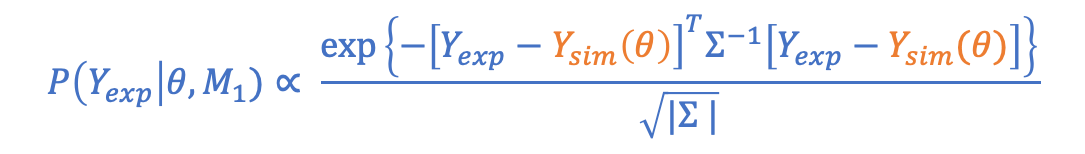 P(Y_exp|θ, M_1) ∝ exp{−[Y_exp − Y_sim(θ)]^T Σ^−1 [Y_exp − Y_sim(θ)]} / √|Σ|